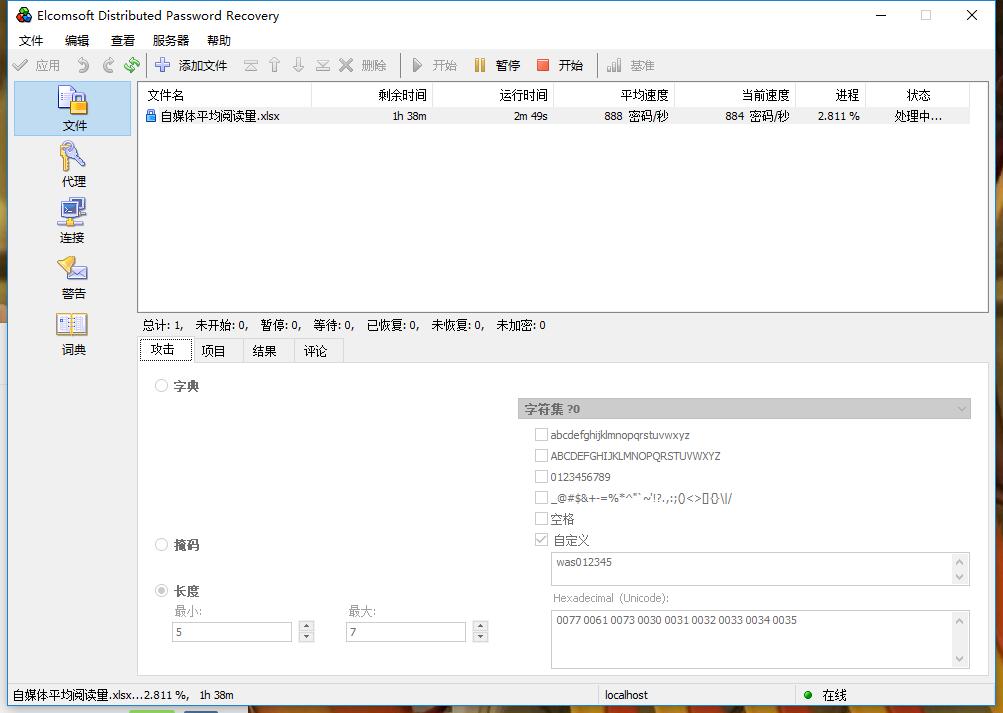 Elcomsoft Distributed Password Recovery
文件 编辑 查看 服务器 帮助
应用 添加文件 删除 开始 暂停 开始 基准
文件
代理
连接
警告
词典
文件名 剩余时间 运行时间 平均速度 当前速度 进程 状态
自媒体平均阅读量.xlsx 1h 38m 2m 49s 888 密码/秒 884 密码/秒 2.811 % 处理中...
总计: 1, 未开始: 0, 暂停: 0, 等待: 0, 已恢复: 0, 未恢复: 0, 未加密: 0
攻击 项目 结果 评论
字典
掩码
长度
最小: 最大:
5 7
字符集 ?0
abcdefghijklmnopqrstuvwxyz
ABCDEFGHIJKLMNOPQRSTUVWXYZ
0123456789
_@#$&+-=%*^"`~'!?.,:;()<>[]{}\|/
空格
自定义
was012345
Hexadecimal (Unicode):
0077 0061 0073 0030 0031 0032 0033 0034 0035
自媒体平均阅读量.xlsx...2.811 %, 1h 38m localhost 在线